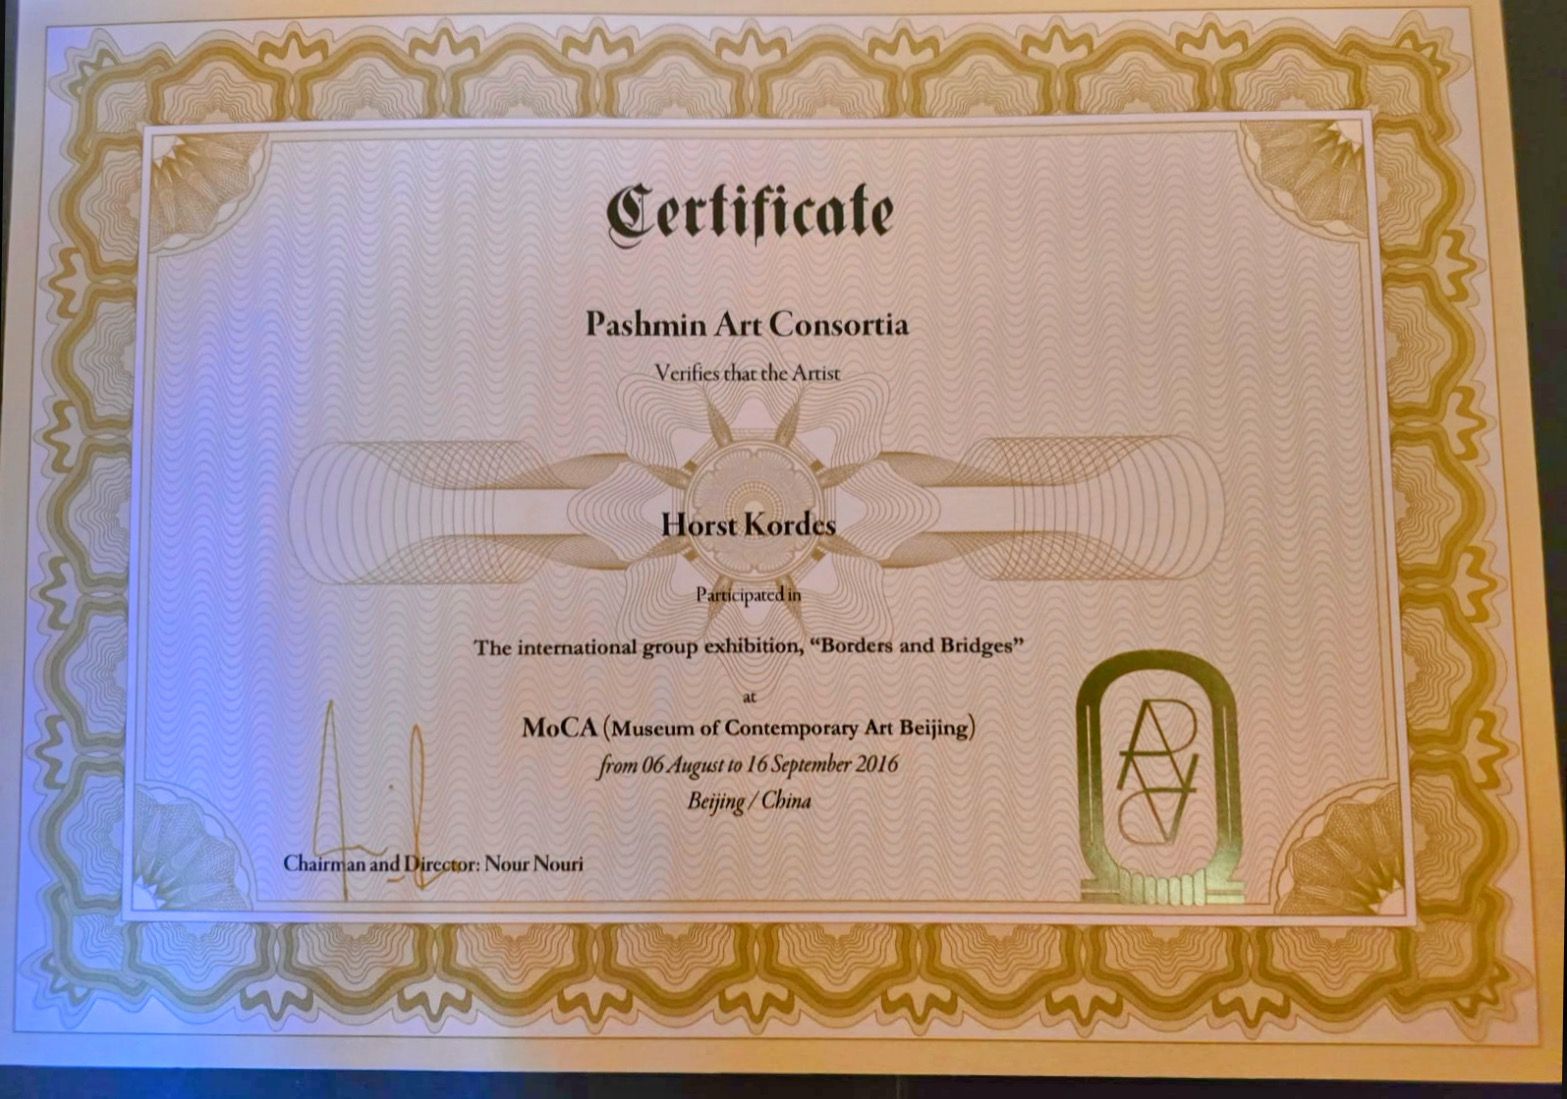 Certificate
Pashmin Art Consortia
Verifies that the Artist
Horst Kordes
Participated in
The international group exhibition, “Borders and Bridges”
at
MoCA (Museum of Contemporary Art Beijing)
from 06 August to 16 September 2016
Beijing / China
Chairman and Director: Nour Nouri